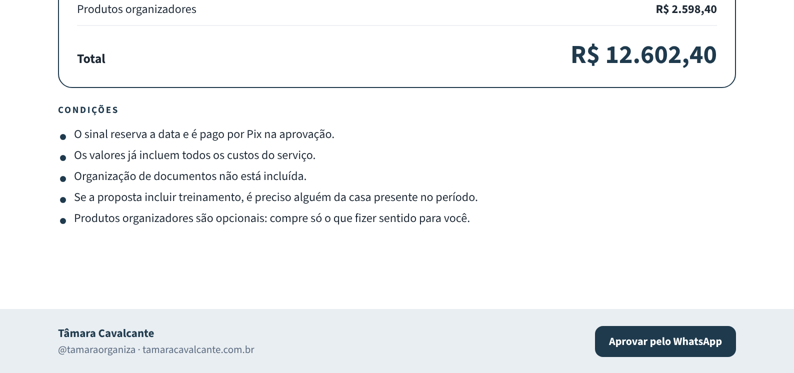 Produtos organizadores R$ 2.598,40
Total R$ 12.602,40
CONDIÇÕES
O sinal reserva a data e é pago por Pix na aprovação.
Os valores já incluem todos os custos do serviço.
Organização de documentos não está incluída.
Se a proposta incluir treinamento, é preciso alguém da casa presente no período.
Produtos organizadores são opcionais: compre só o que fizer sentido para você.
Tâmara Cavalcante
@tamaraorganiza · tamaracavalcante.com.br
Aprovar pelo WhatsApp